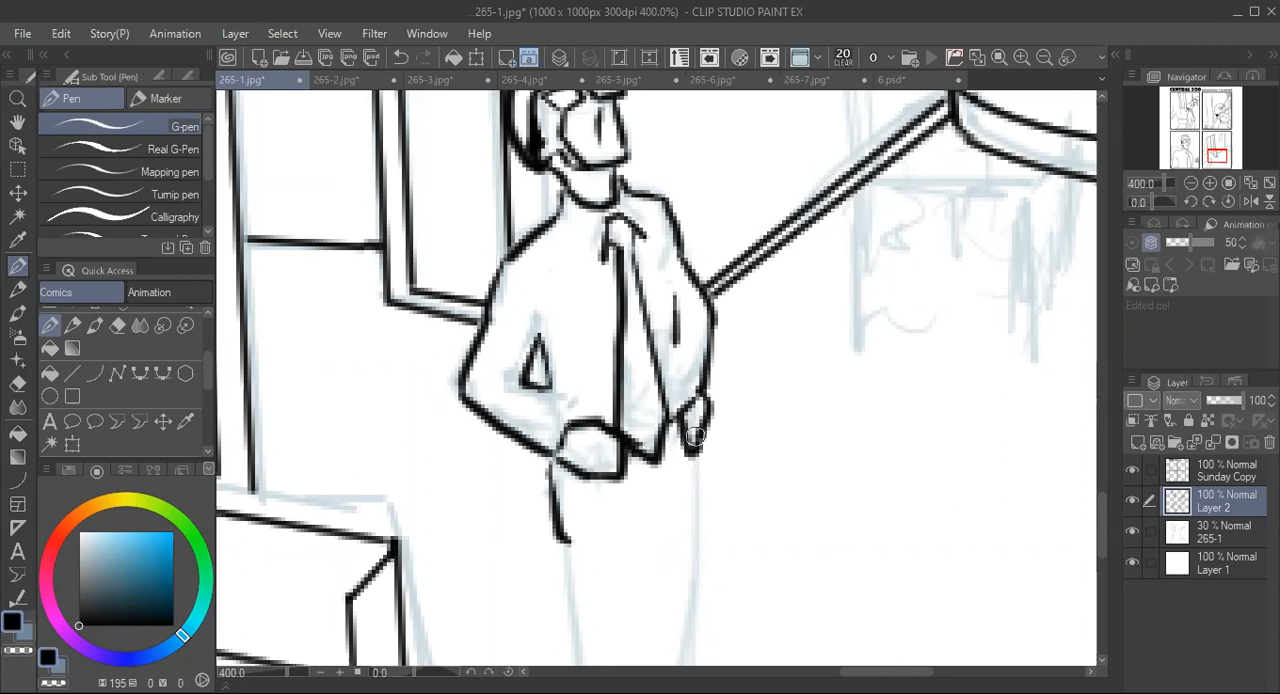 ...265-1.jpg* (1000 x 1000px 300dpi 400.0%) - CLIP STUDIO PAINT EX
File Edit Story(P) Animation Layer Select View Filter Window Help
20 CLEAR 0
Sub Tool [Pen]
265-1.jpg* 265-2.jpg* 265-3.jpg* 265-4.jpg* 265-5.jpg* 265-6.jpg* 265-7.jpg* 6.psd*
Pen Marker
G-pen
Real G-Pen
Mapping pen
Turnip pen
Calligraphy
Quick Access
Comics Animation
H 195 S 0 V 0
400.0 0.0
Navigator
CENTRAL ZOO
400.0
0.0
Animation
50
Edited cel
Layer
Norm 100
100 % Normal
Sunday Copy
100 % Normal
Layer 2
30 % Normal
265-1
100 % Normal
Layer 1